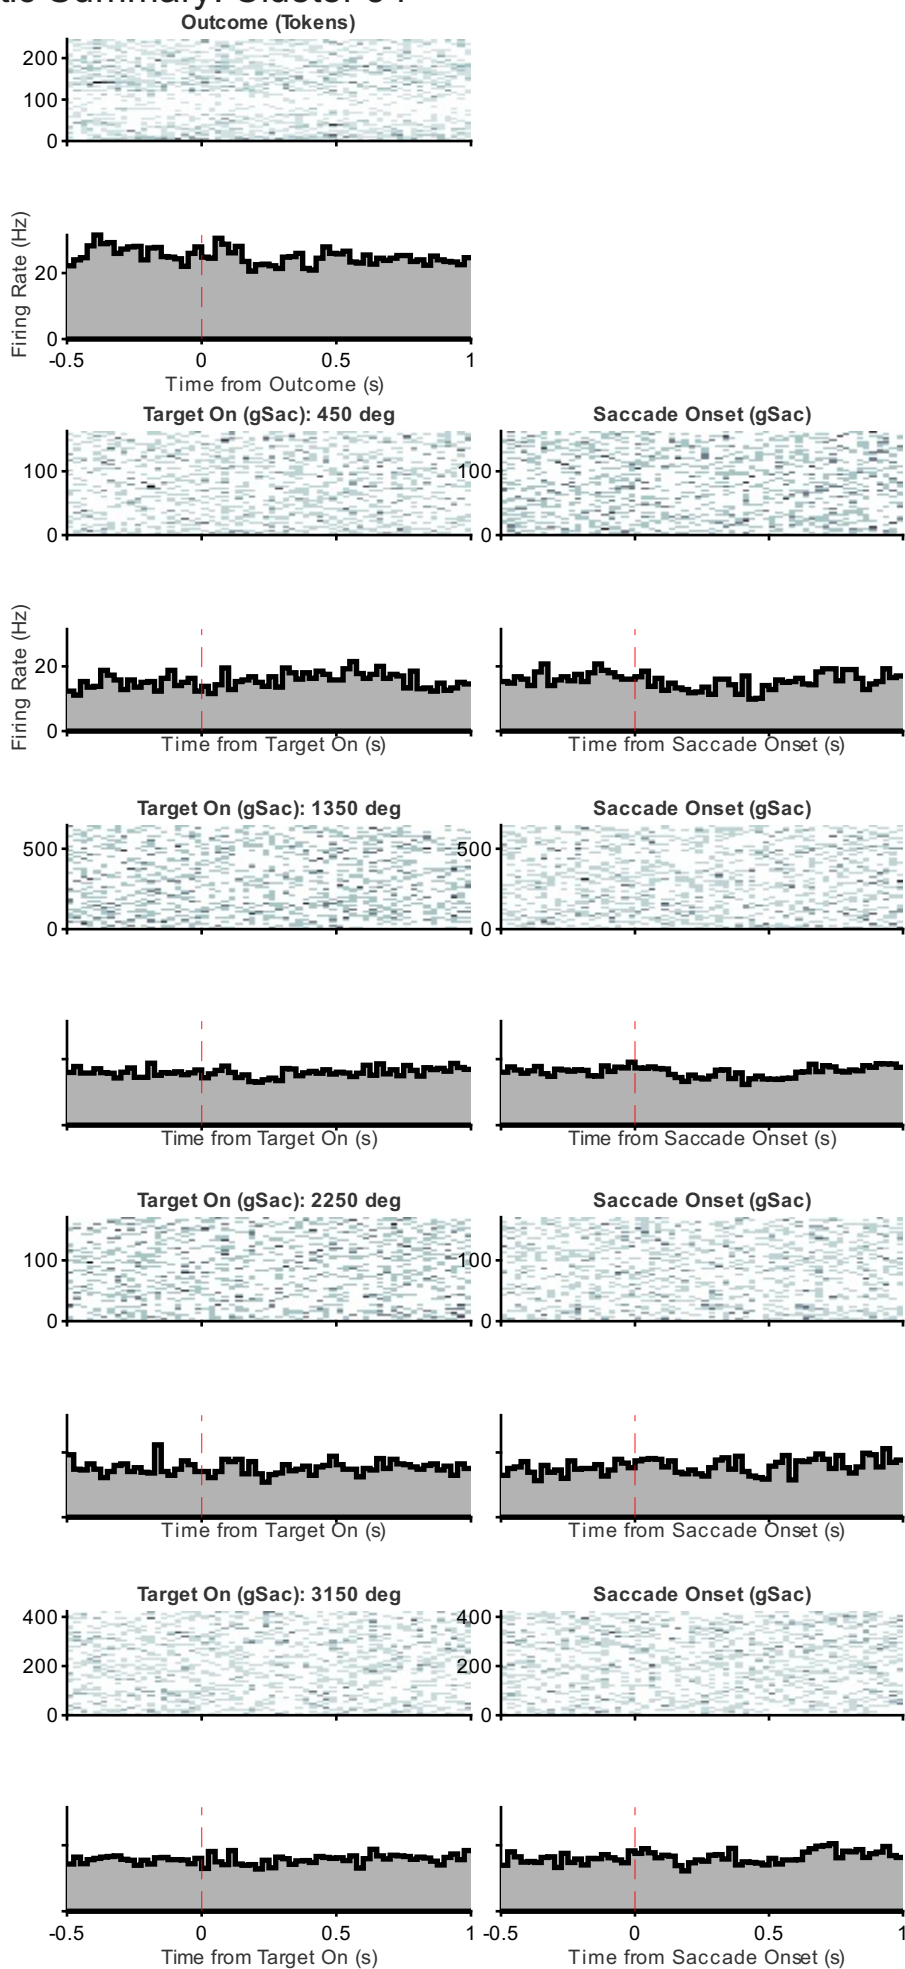 Summary: Cluster
Outcome (Tokens)
200
100
0
Firing Rate (Hz)
20
0
-0.5 0 0.5 1
Time from Outcome (s)
Target On (gSac): 450 deg Saccade Onset (gSac)
100 100
0 0
Firing Rate (Hz)
20
0
Time from Target On (s) Time from Saccade Onset (s)
Target On (gSac): 1350 deg Saccade Onset (gSac)
500 500
0 0
Time from Target On (s) Time from Saccade Onset (s)
Target On (gSac): 2250 deg Saccade Onset (gSac)
100 100
0 0
Time from Target On (s) Time from Saccade Onset (s)
Target On (gSac): 3150 deg Saccade Onset (gSac)
400 400
200 200
0 0
-0.5 0 0.5 1 -0.5 0 0.5 1
Time from Target On (s) Time from Saccade Onset (s)